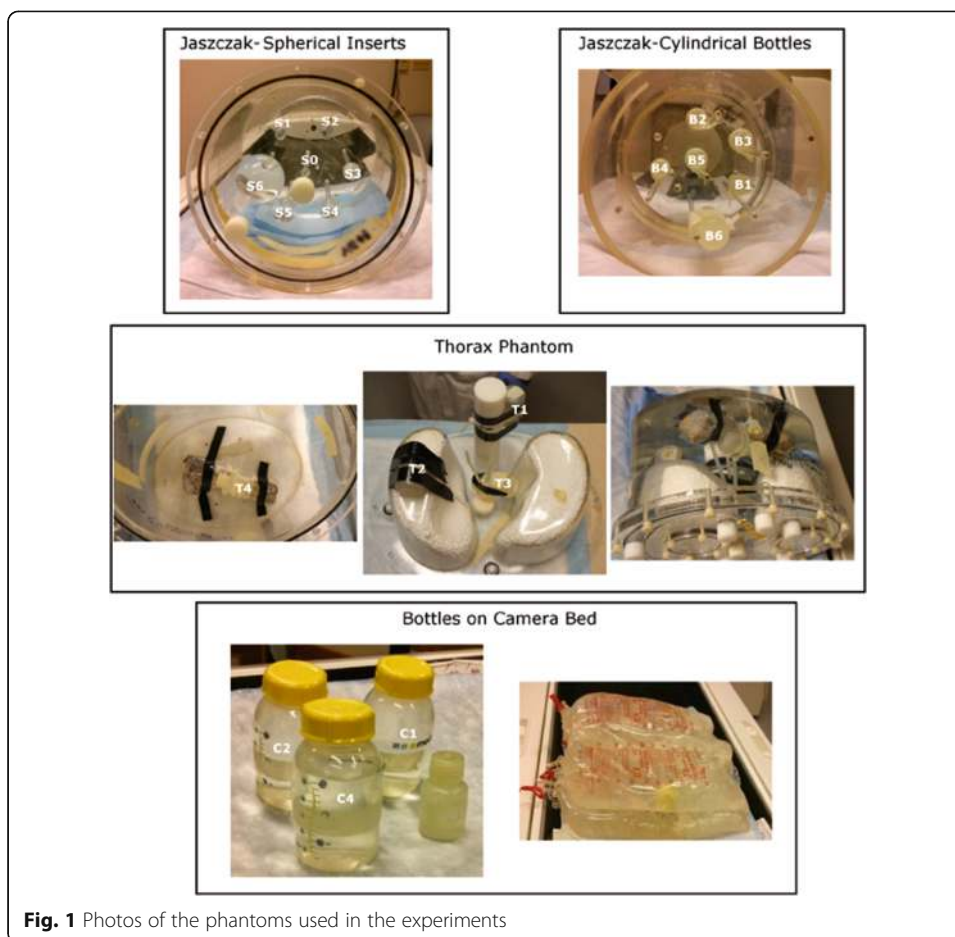 Jaszczak-Spherical Inserts
S1
S2
S0
S3
S6
S5
S4
Jaszczak-Cylindrical Bottles
B2
B3
B5
B4
B1
B6
Thorax Phantom
T1
T2
T3
T4
Bottles on Camera Bed
C1
C2
C4
Fig. 1 Photos of the phantoms used in the experiments